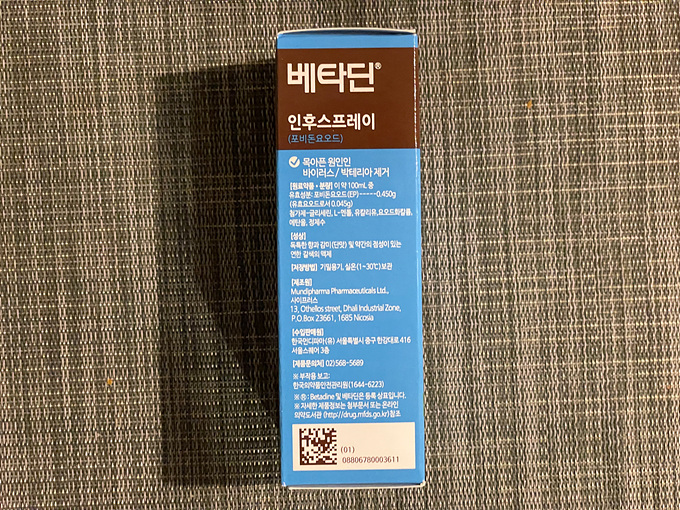 베타딘®
인후스프레이
(포비돈요오드)
목아픈 원인인
바이러스/ 박테리아 제거
[원료약품·분량] 이 약 100mL 중
유효성분: 포비돈요오드(EP)-----0.450g
(유효요오드로서 0.045g)
첨가제-글리세린, L-멘톨, 유칼리유,요오드화칼륨,
에탄올, 정제수
[성상]
독특한 향과 감미(단맛) 및 약간의 점성이 있는
연한 갈색의 액제
[저장방법] 기밀용기, 실온(1~30℃)보관
[제조원]
Mundipharma Pharmaceuticals Ltd.,
사이프러스
13, Othellos street, Dhali Industrial Zone,
P.O.Box 23661, 1685 Nicosia
[수입판매원]
한국먼디파마(유) 서울특별시 중구 한강대로 416
서울스퀘어 3층
[제품문의처] 02)568-5689
※ 부작용 보고:
한국의약품안전관리원(1644-6223)
※ ®: Betadine 및 베타딘은 등록 상표입니다.
※ 자세한 제품정보는 첨부문서 또는 온라인
의약도서관 (http://drug.mfds.go.kr)참조
(01)
08806780003611